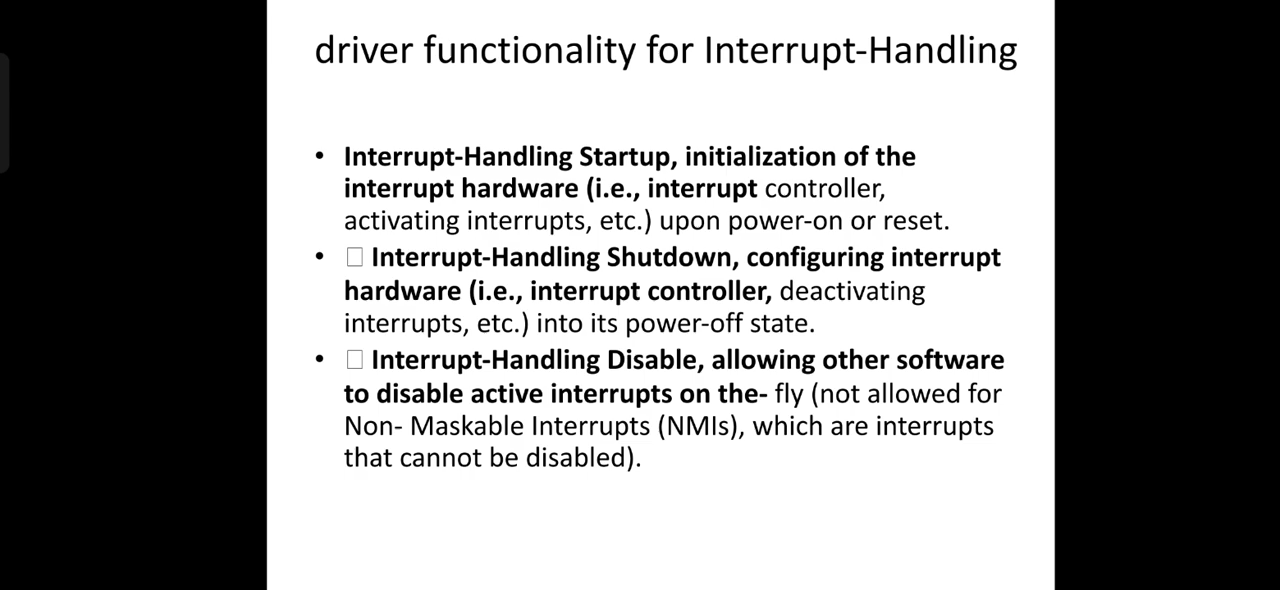 driver functionality for Interrupt-Handling
• Interrupt-Handling Startup, initialization of the
interrupt hardware (i.e., interrupt controller,
activating interrupts, etc.) upon power-on or reset.
• □ Interrupt-Handling Shutdown, configuring interrupt
hardware (i.e., interrupt controller, deactivating
interrupts, etc.) into its power-off state.
• □ Interrupt-Handling Disable, allowing other software
to disable active interrupts on the- fly (not allowed for
Non- Maskable Interrupts (NMIs), which are interrupts
that cannot be disabled).